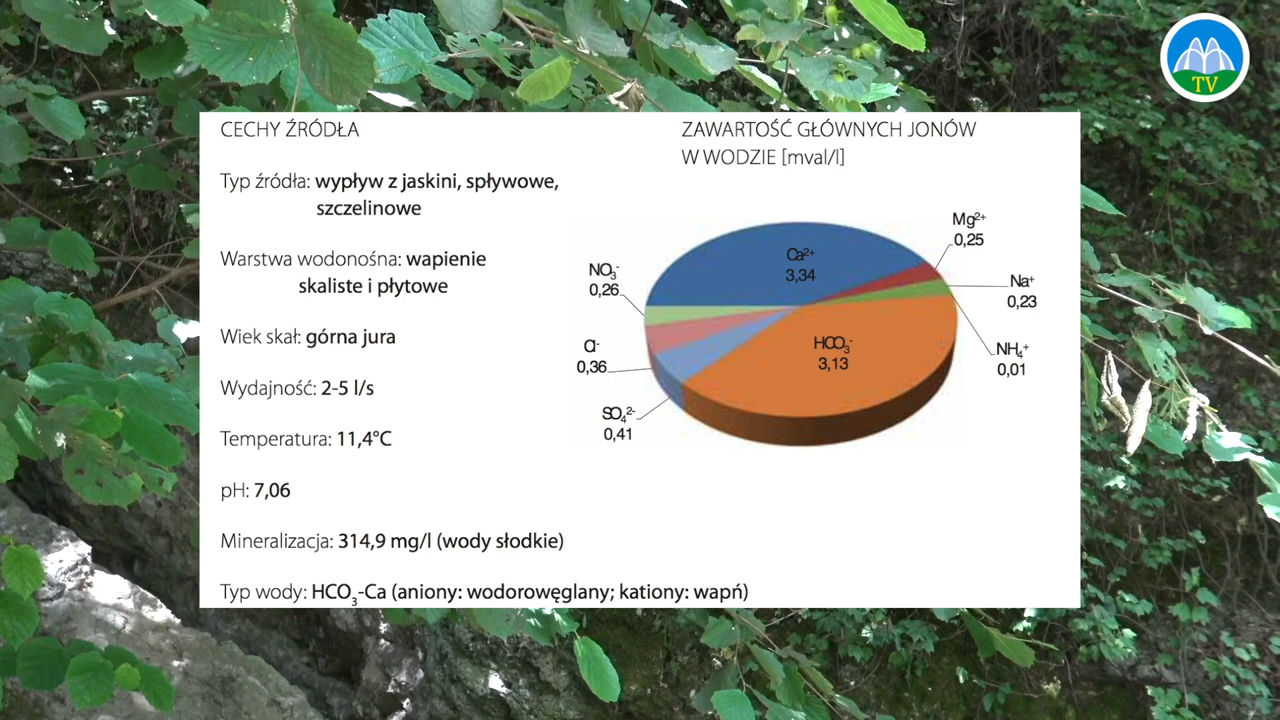 TV
CECHY ŹRÓDŁA
Typ źródła: wypływ z jaskini, spływowe,
szczelinowe
Warstwa wodonośna: wapienie
skaliste i płytowe
Wiek skał: górna jura
Wydajność: 2-5 l/s
Temperatura: 11,4°C
pH: 7,06
Mineralizacja: 314,9 mg/l (wody słodkie)
Typ wody: HCO₃-Ca (aniony: wodorowęglany; kationy: wapń)
ZAWARTOŚĆ GŁÓWNYCH JONÓW
W WODZIE [mval/l]
Ca²⁺
3,34
Mg²⁺
0,25
Na⁺
0,23
NH₄⁺
0,01
HCO₃⁻
3,13
SO₄²⁻
0,41
Cl⁻
0,36
NO₃⁻
0,26